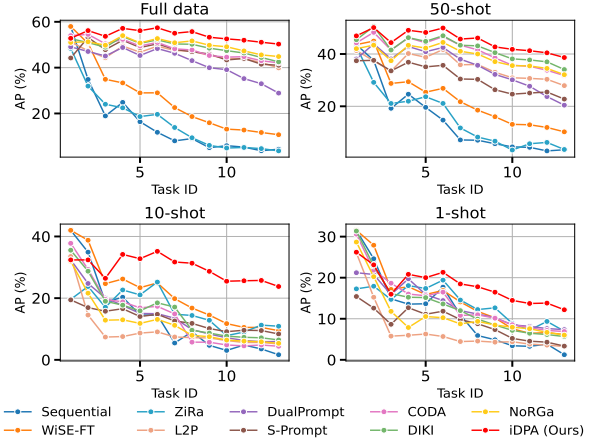 Full data
AP (%)
60
40
20
5
10
Task ID
50-shot
AP (%)
40
20
5
10
Task ID
10-shot
AP (%)
40
20
0
5
10
Task ID
1-shot
AP (%)
30
20
10
0
5
10
Task ID
Sequential ZiRa DualPrompt CODA NoRGa
WiSE-FT L2P S-Prompt DIKI iDPA (Ours)